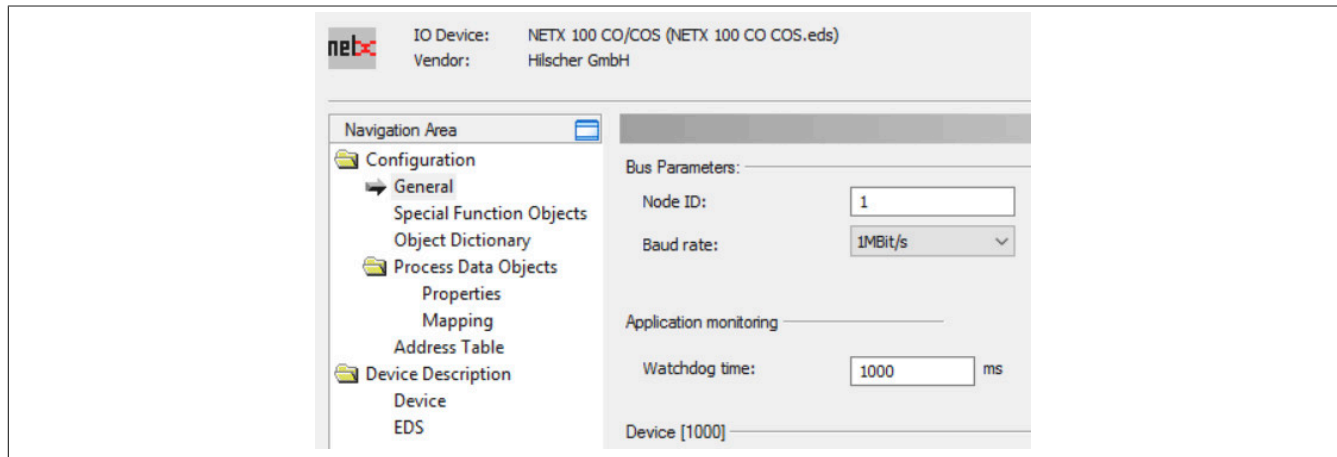 netx
IO Device: NETX 100 CO/COS (NETX 100 CO COS.eds)
Vendor: Hilscher GmbH
Navigation Area
Configuration
General
Special Function Objects
Object Dictionary
Process Data Objects
Properties
Mapping
Address Table
Device Description
Device
EDS
Bus Parameters:
Node ID: 1
Baud rate: 1MBit/s
Application monitoring
Watchdog time: 1000 ms
Device [1000]